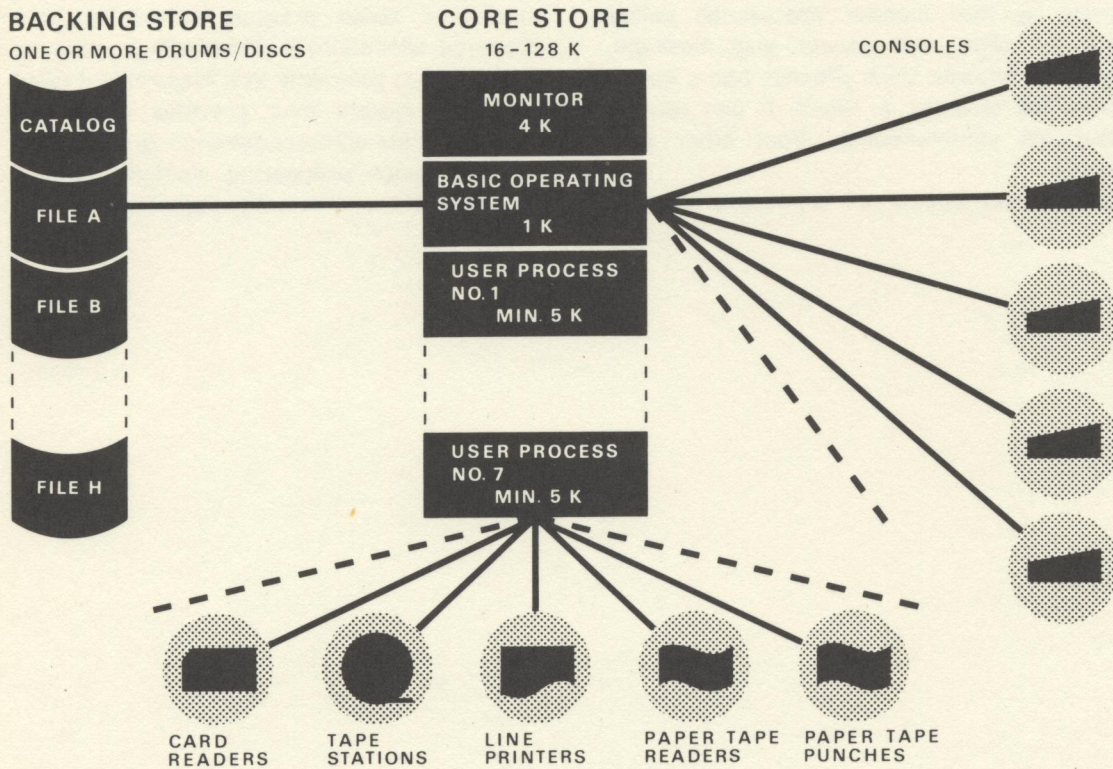 BACKING STORE
ONE OR MORE DRUMS/DISCS
CATALOG
FILE A
FILE B
FILE H
CORE STORE
16-128 K
MONITOR
4 K
BASIC OPERATING
SYSTEM
1 K
USER PROCESS
NO. 1
MIN. 5 K
USER PROCESS
NO. 7
MIN. 5 K
CONSOLES
CARD
READERS
TAPE
STATIONS
LINE
PRINTERS
PAPER TAPE
READERS
PAPER TAPE
PUNCHES